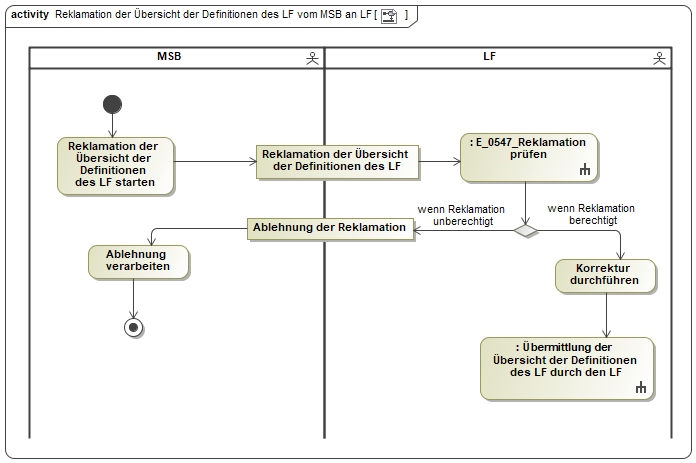 activity Reklamation der Übersicht der Definitionen des LF vom MSB an LF [ ]
MSB
LF
Reklamation der
Übersicht der
Definitionen
des LF starten
Reklamation der Übersicht
der Definitionen des LF
: E_0547_Reklamation
prüfen
wenn Reklamation
unberechtigt
wenn Reklamation
berechtigt
Ablehnung der Reklamation
Ablehnung
verarbeiten
Korrektur
durchführen
: Übermittlung der
Übersicht der Definitionen
des LF durch den LF